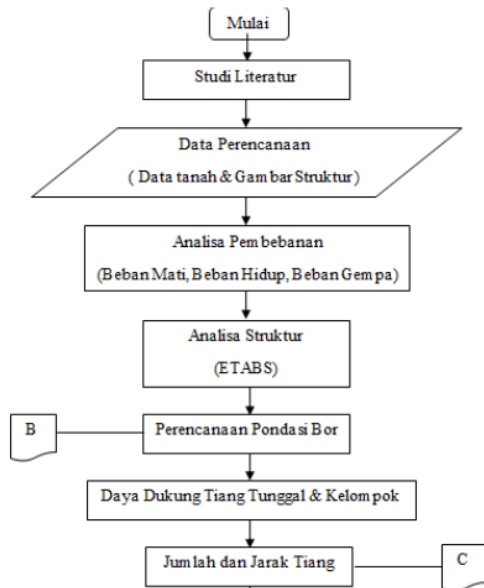 Mulai
Studi Literatur
Data Perencanaan
( Data tanah & Gambar Struktur)
Analisa Pembebanan
(Beban Mati, Beban Hidup, Beban Gempa)
Analisa Struktur
(ETABS)
B
Perencanaan Pondasi Bor
Daya Dukung Tiang Tunggal & Kelompok
Jumlah dan Jarak Tiang
C